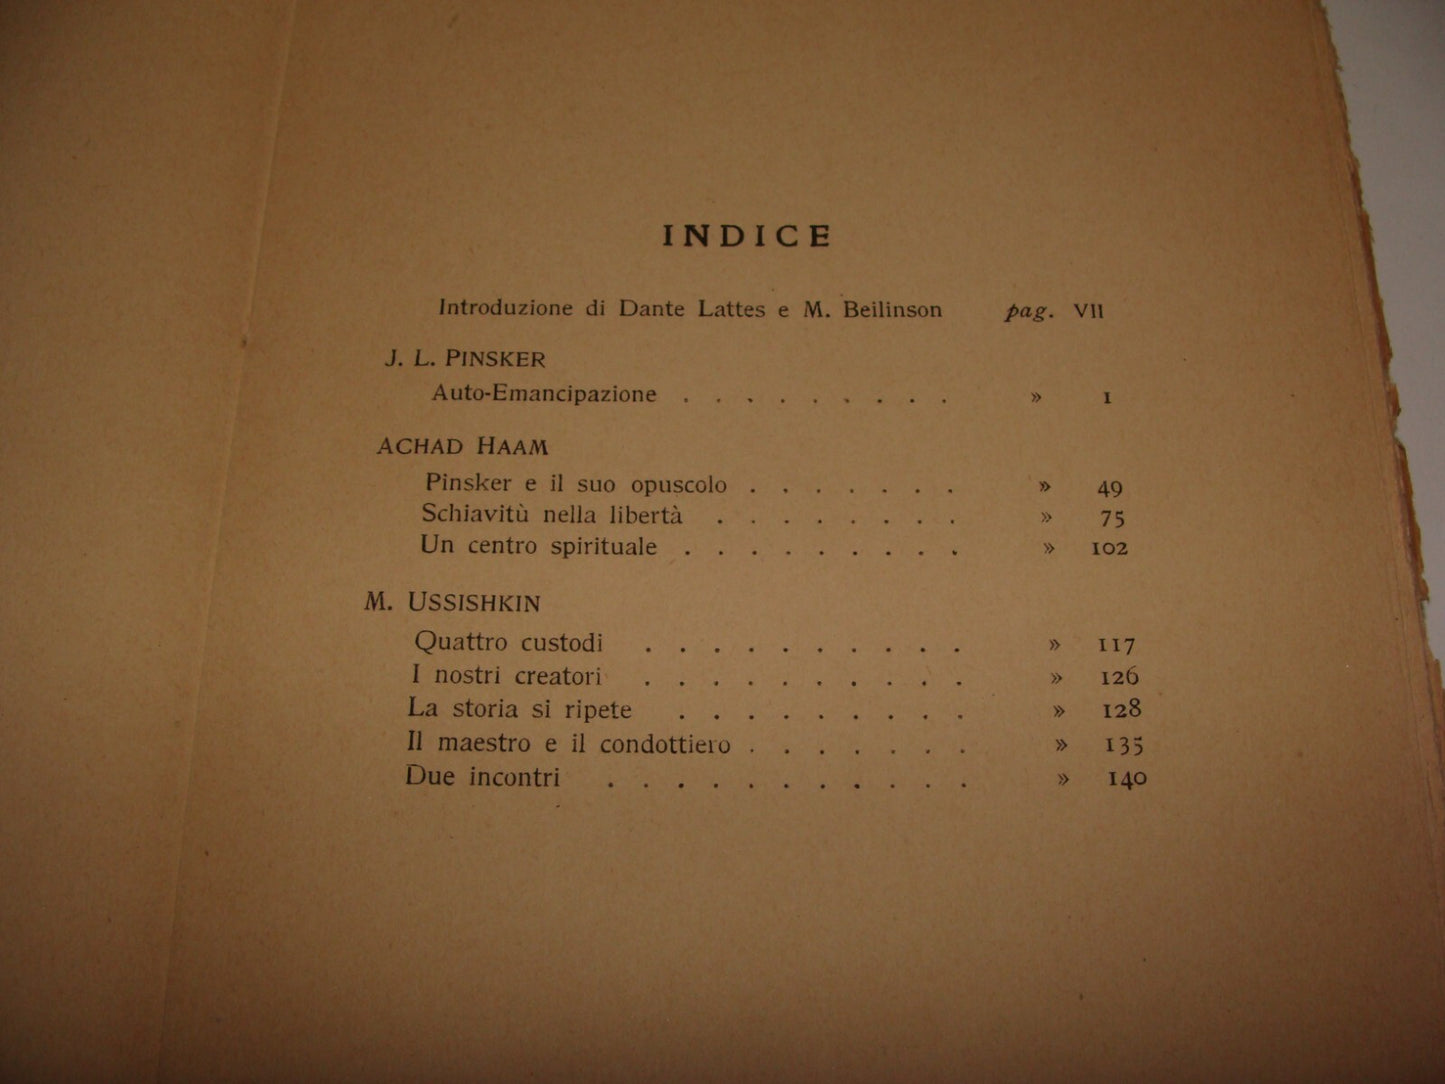 INDICE
Introduzione di Dante Lattes e M. Beilinson pag. VII
J. L. PINSKER
Auto-Emancipazione . . . . . . . . . » 1
ACHAD HAAM
Pinsker e il suo opuscolo . . . . . . . » 49
Schiavitù nella libertà . . . . . . . . » 75
Un centro spirituale . . . . . . . . . » 102
M. USSISHKIN
Quattro custodi . . . . . . . . . . » 117
I nostri creatori . . . . . . . . . . » 126
La storia si ripete . . . . . . . . . » 128
Il maestro e il condottiero . . . . . . . » 135
Due incontri . . . . . . . . . . . » 140